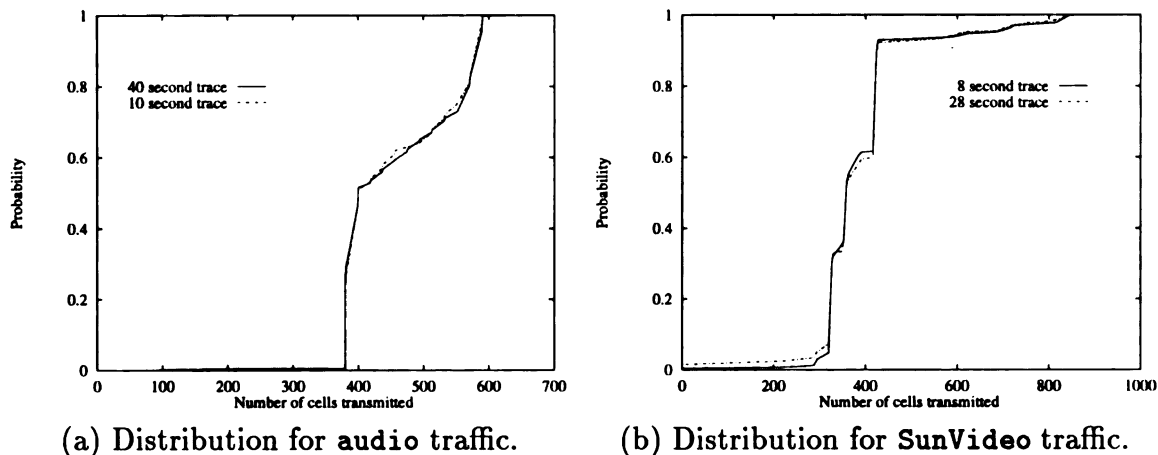 1
0.8
0.6
0.4
0.2
0
Probability
40 second trace
10 second trace
0 100 200 300 400 500 600 700
Number of cells transmitted
(a) Distribution for audio traffic.
1
0.8
0.6
0.4
0.2
0
Probability
8 second trace
28 second trace
0 200 400 600 800 1000
Number of cells transmitted
(b) Distribution for SunVideo traffic.